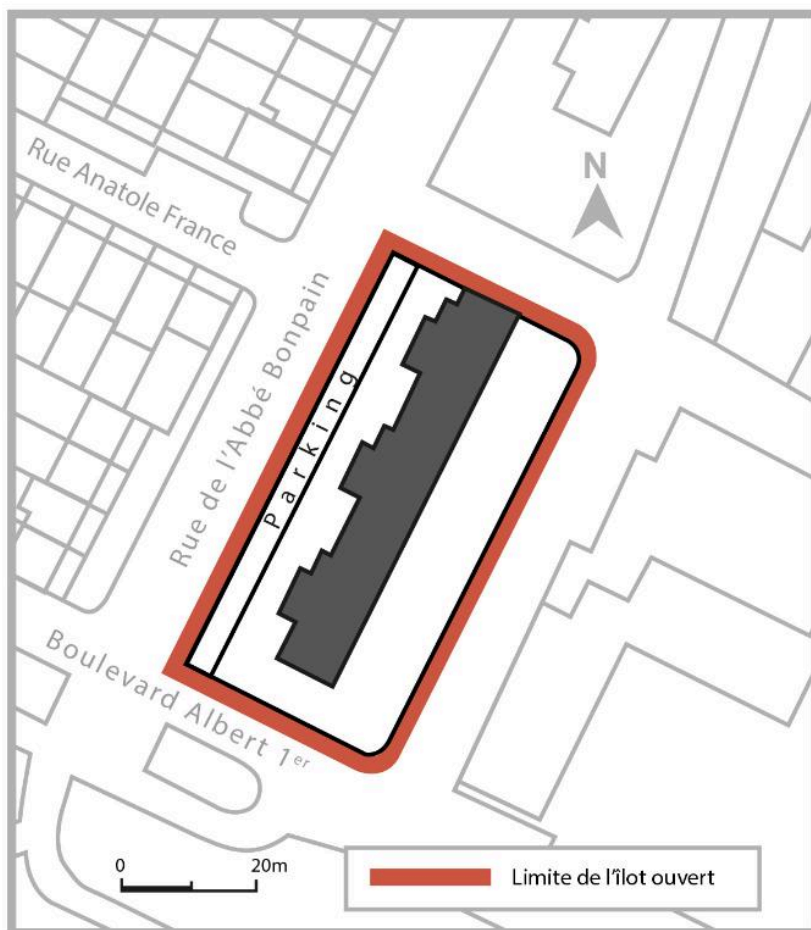 Rue Anatole France
N
Rue de l'Abbé Bonpain
Parking
Boulevard Albert 1er
0 20m
Limite de l'îlot ouvert